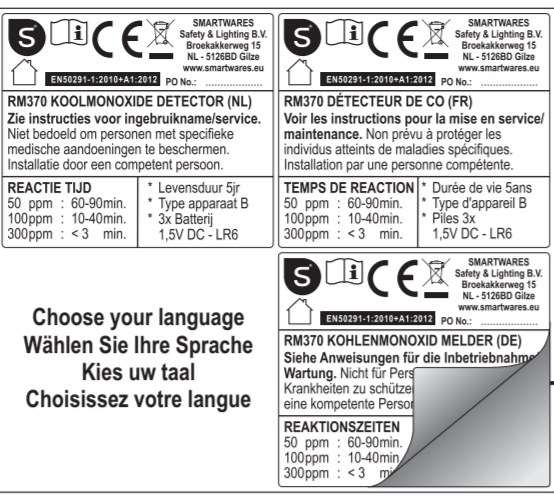 SMARTWARES
Safety & Lighting B.V.
Broekakkerweg 15
NL - 5126BD Gilze
www.smartwares.eu
EN50291-1:2010+A1:2012 PO No.: ....................
RM370 KOOLMONOXIDE DETECTOR (NL)
Zie instructies voor ingebruikname/service.
Niet bedoeld om personen met specifieke
medische aandoeningen te beschermen.
Installatie door een competent persoon.
REACTIE TIJD
50 ppm : 60-90min.
100ppm : 10-40min.
300ppm : < 3 min.
* Levensduur 5jr
* Type apparaat B
* 3x Batterij
1,5V DC - LR6
SMARTWARES
Safety & Lighting B.V.
Broekakkerweg 15
NL - 5126BD Gilze
www.smartwares.eu
EN50291-1:2010+A1:2012 PO No.: ....................
RM370 DÉTECTEUR DE CO (FR)
Voir les instructions pour la mise en service/
maintenance. Non prévu à protéger les
individus atteints de maladies spécifiques.
Installation par une personne compétente.
TEMPS DE REACTION
50 ppm : 60-90min.
100ppm : 10-40min.
300ppm : < 3 min.
* Durée de vie 5ans
* Type d'appareil B
* Piles 3x
1,5V DC - LR6
Choose your language
Wählen Sie Ihre Sprache
Kies uw taal
Choisissez votre langue
SMARTWARES
Safety & Lighting B.V.
Broekakkerweg 15
NL - 5126BD Gilze
www.smartwares.eu
EN50291-1:2010+A1:2012 PO No.: ....................
RM370 KOHLENMONOXID MELDER (DE)
Siehe Anweisungen für die Inbetriebnahme
Wartung. Nicht für Pers
Krankheiten zu schütze
eine kompetente Person
REAKTIONSZEITEN
50 ppm : 60-90min.
100ppm : 10-40min.
300ppm : < 3